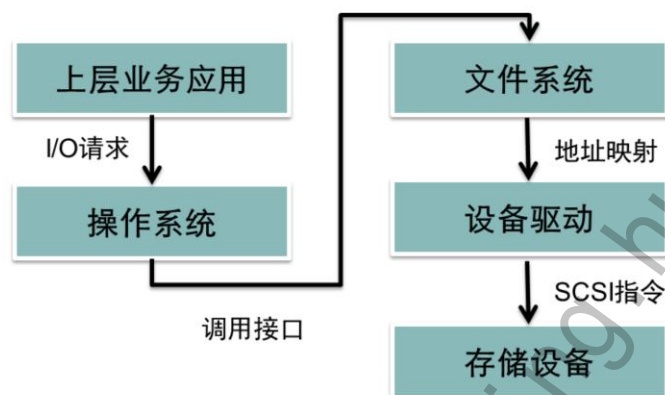 上层业务应用
I/O请求
操作系统
调用接口
文件系统
地址映射
设备驱动
SCSI指令
存储设备
ning.hu